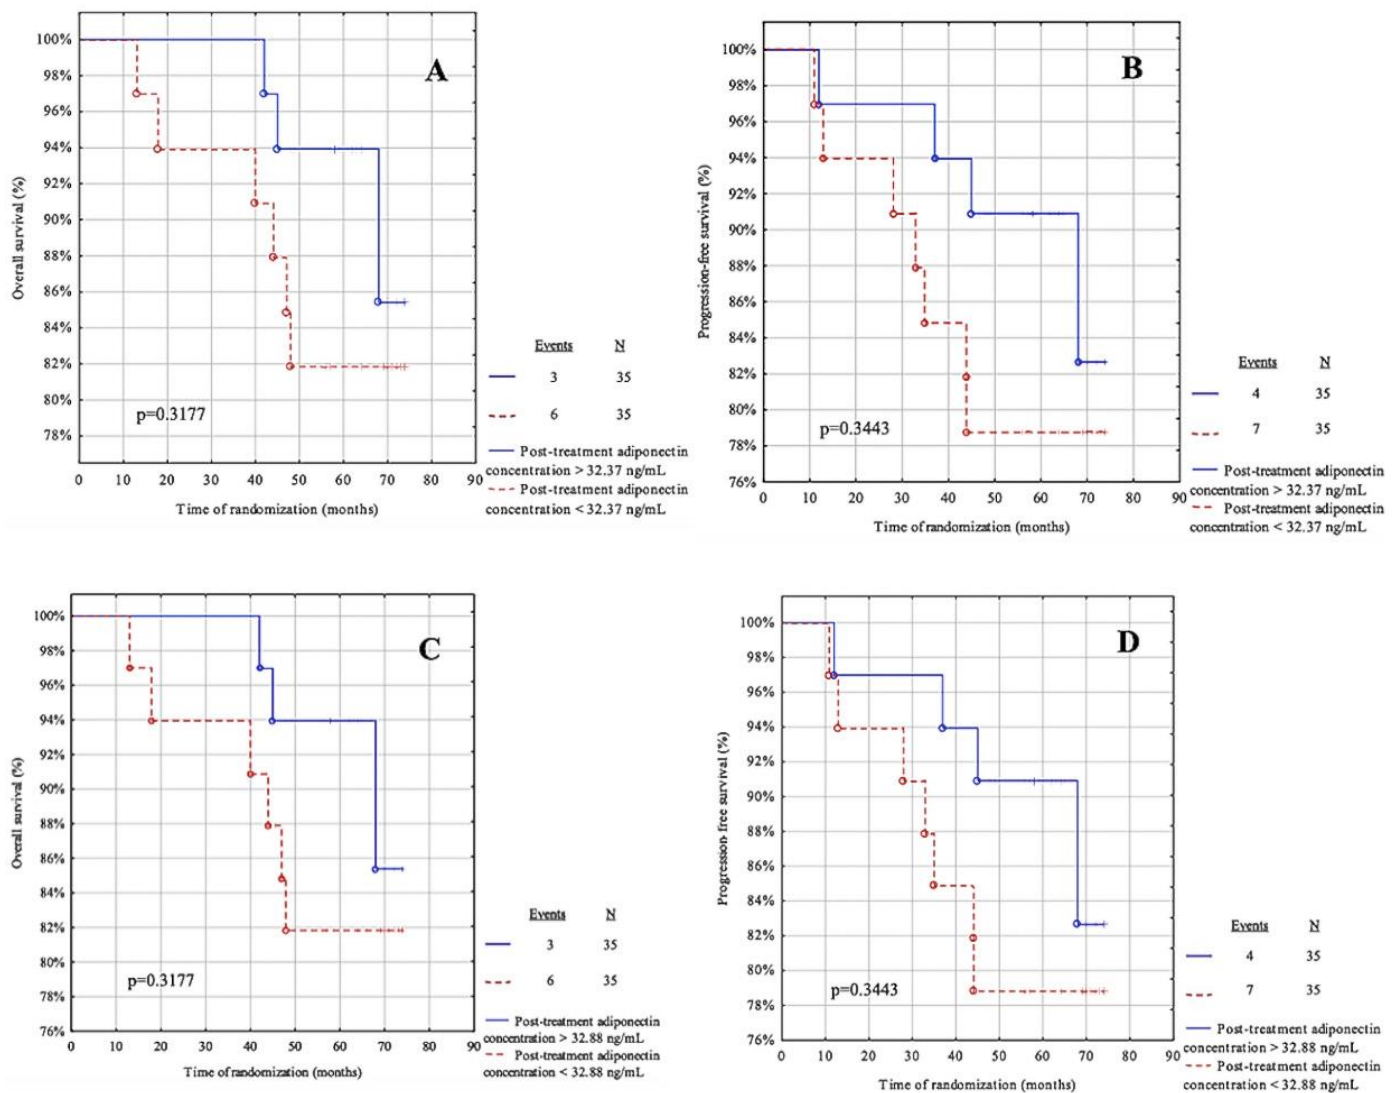 A
Overall survival (%)
100%
98%
96%
94%
92%
90%
88%
86%
84%
82%
80%
78%
p=0.3177
0 10 20 30 40 50 60 70 80 90
Time of randomization (months)
Events N
3 35
6 35
Post-treatment adiponectin
concentration > 32.37 ng/mL
Post-treatment adiponectin
concentration < 32.37 ng/mL
B
Progression-free survival (%)
100%
98%
96%
94%
92%
90%
88%
86%
84%
82%
80%
78%
76%
p=0.3443
0 10 20 30 40 50 60 70 80 90
Time of randomization (months)
Events N
4 35
7 35
Post-treatment adiponectin
concentration > 32.37 ng/mL
Post-treatment adiponectin
concentration < 32.37 ng/mL
C
Overall survival (%)
100%
98%
96%
94%
92%
90%
88%
86%
84%
82%
80%
78%
76%
p=0.3177
0 10 20 30 40 50 60 70 80 90
Time of randomization (months)
Events N
3 35
6 35
Post-treatment adiponectin
concentration > 32.88 ng/mL
Post-treatment adiponectin
concentration < 32.88 ng/mL
D
Progression-free survival (%)
100%
98%
96%
94%
92%
90%
88%
86%
84%
82%
80%
78%
76%
p=0.3443
0 10 20 30 40 50 60 70 80 90
Time of randomization (months)
Events N
4 35
7 35
Post-treatment adiponectin
concentration > 32.88 ng/mL
Post-treatment adiponectin
concentration < 32.88 ng/mL